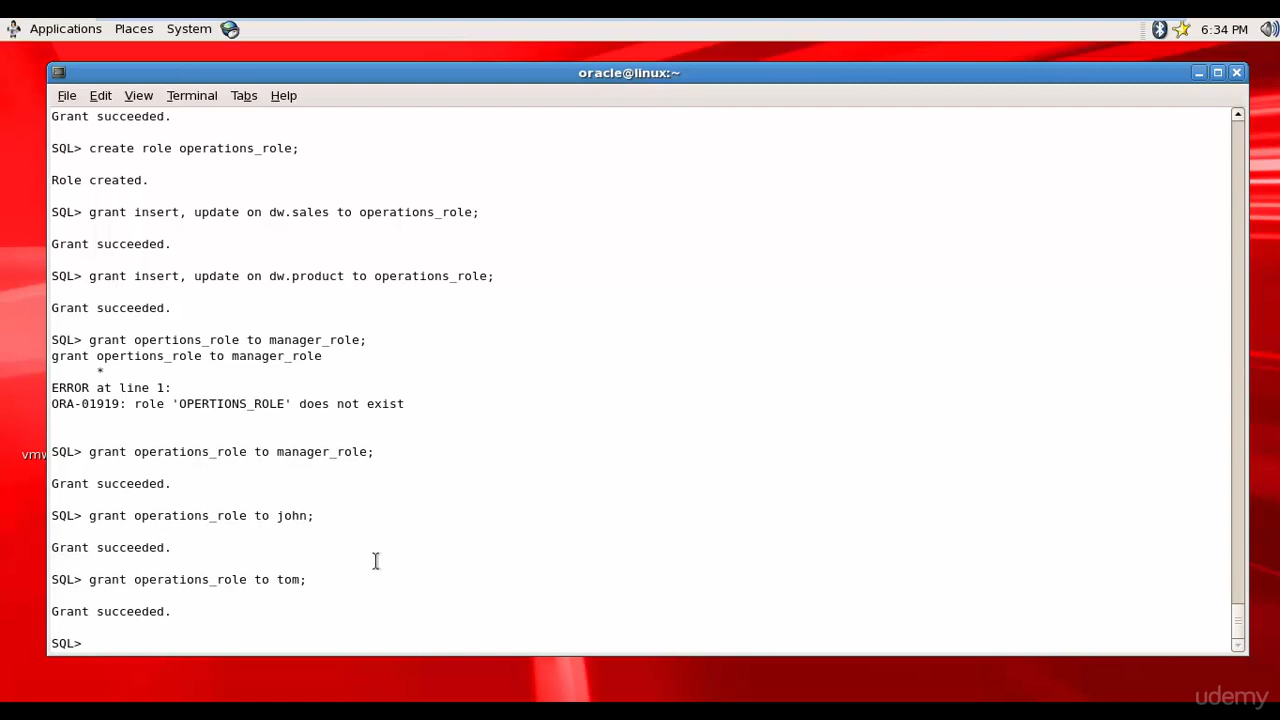 Applications Places System 6:34 PM
oracle@linux:~
File Edit View Terminal Tabs Help
Grant succeeded.
SQL> create role operations_role;
Role created.
SQL> grant insert, update on dw.sales to operations_role;
Grant succeeded.
SQL> grant insert, update on dw.product to operations_role;
Grant succeeded.
SQL> grant opertions_role to manager_role;
grant opertions_role to manager_role
*
ERROR at line 1:
ORA-01919: role 'OPERTIONS_ROLE' does not exist
SQL> grant operations_role to manager_role;
vmw
Grant succeeded.
SQL> grant operations_role to john;
Grant succeeded.
SQL> grant operations_role to tom;
Grant succeeded.
SQL>
udemy